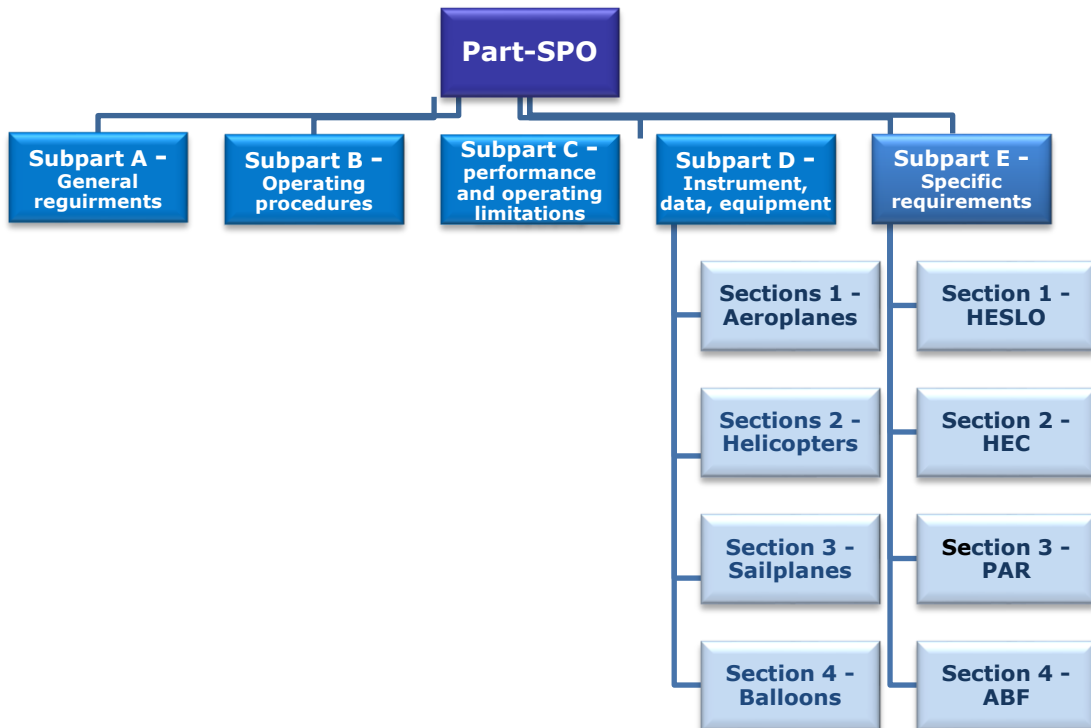 Part-SPO
Subpart A –
General
reguirments
Subpart B –
Operating
procedures
Subpart C –
performance
and operating
limitations
Subpart D –
Instrument,
data, equipment
Subpart E –
Specific
requirements
Sections 1 -
Aeroplanes
Sections 2 -
Helicopters
Section 3 -
Sailplanes
Section 4 -
Balloons
Section 1 -
HESLO
Section 2 -
HEC
Section 3 -
PAR
Section 4 -
ABF